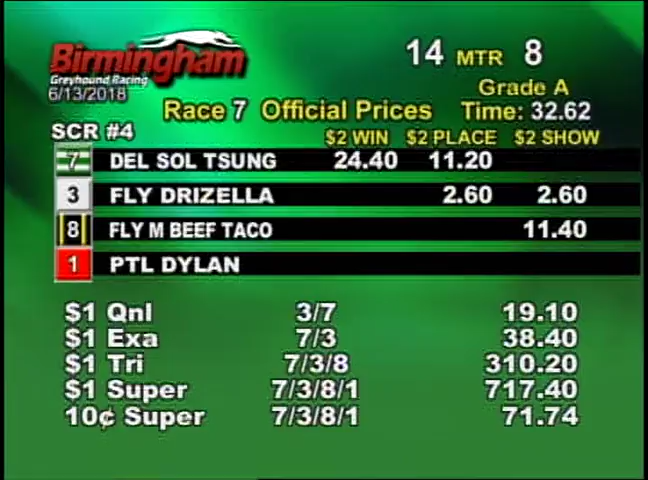 Birmingham
Greyhound Racing
6/13/2018
14 MTR 8
Grade A
Race 7 Official Prices Time: 32.62
SCR #4
$2 WIN $2 PLACE $2 SHOW
7 DEL SOL TSUNG 24.40 11.20
3 FLY DRIZELLA 2.60 2.60
8 FLY M BEEF TACO 11.40
1 PTL DYLAN
$1 Qnl 3/7 19.10
$1 Exa 7/3 38.40
$1 Tri 7/3/8 310.20
$1 Super 7/3/8/1 717.40
10¢ Super 7/3/8/1 71.74